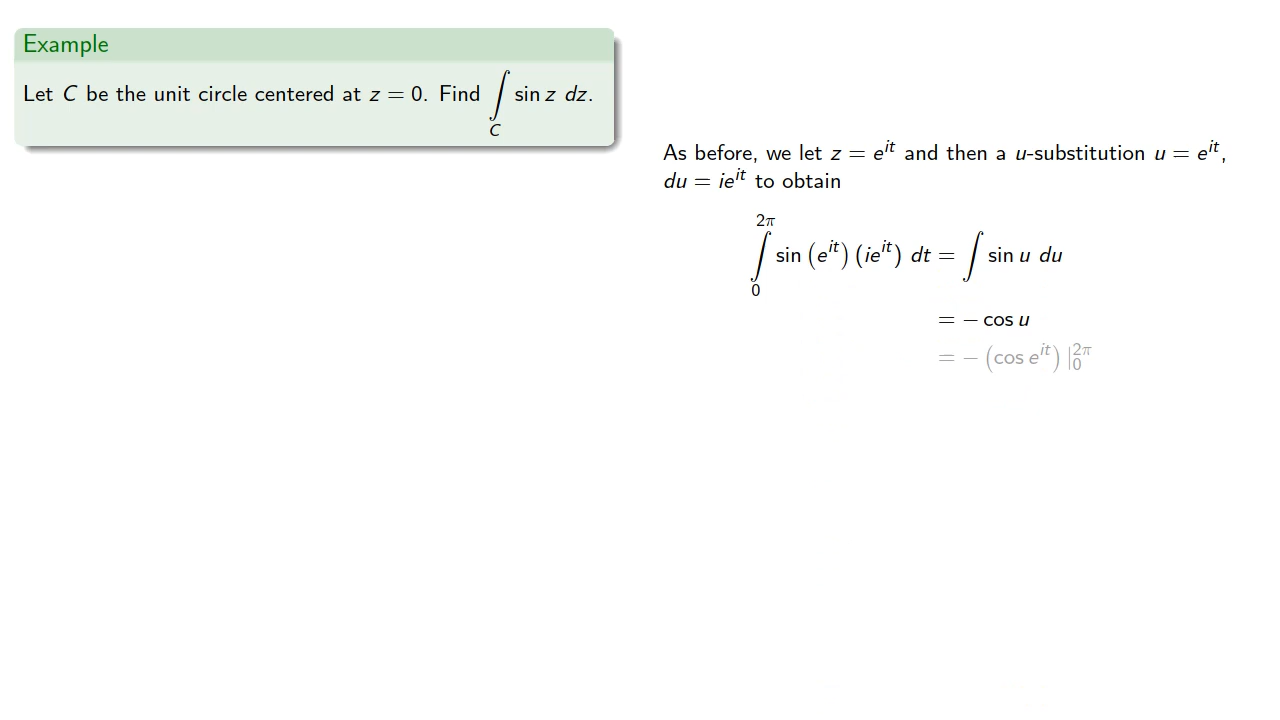 Example
Let C be the unit circle centered at z = 0. Find ∫_C sin z dz.
As before, we let z = e^{it} and then a u-substitution u = e^{it},
du = ie^{it} to obtain
∫_0^{2π} sin (e^{it}) (ie^{it}) dt = ∫ sin u du
= − cos u
= − (cos e^{it}) |_0^{2π}